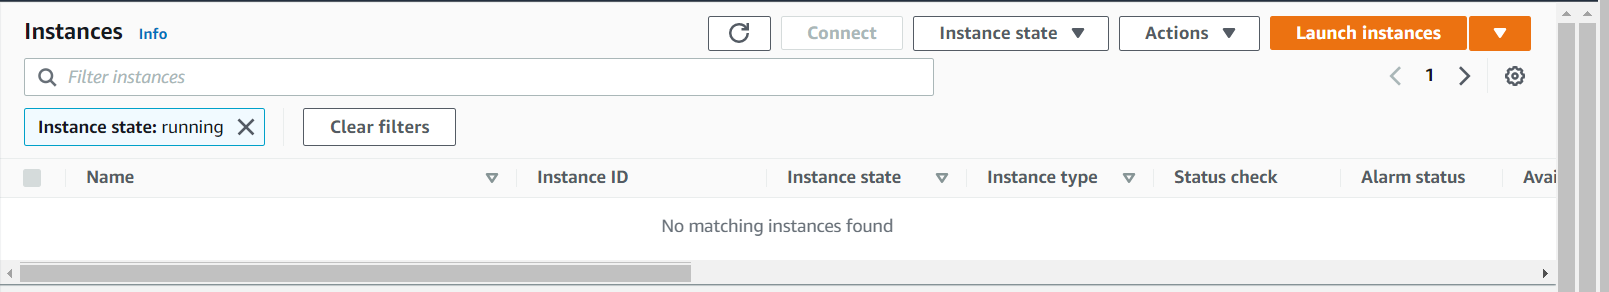 Instances Info
Connect
Instance state
Actions
Launch instances
Filter instances
1
Instance state: running
Clear filters
Name
Instance ID
Instance state
Instance type
Status check
Alarm status
Avai
No matching instances found